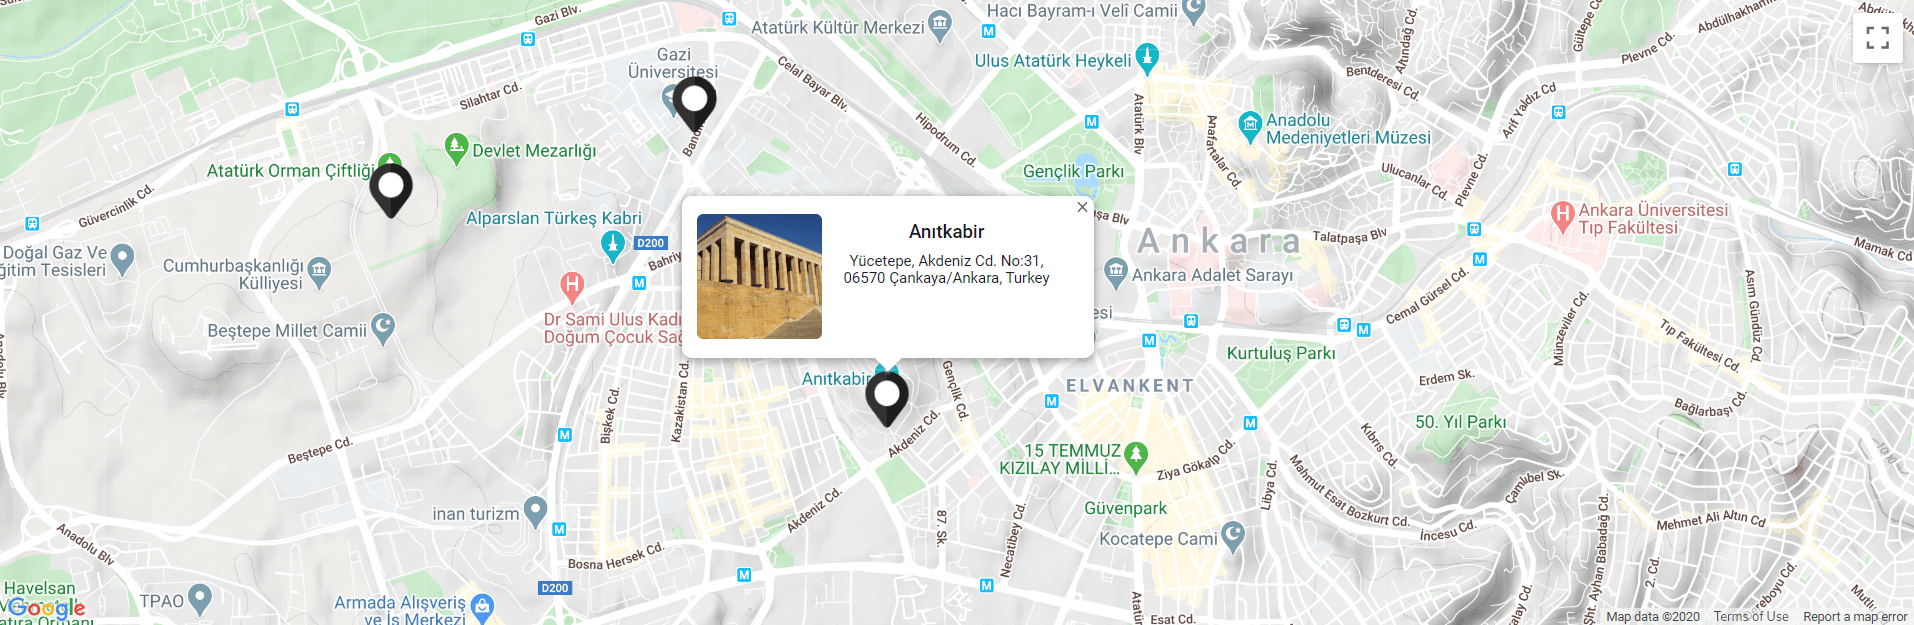 Gazi Blv.
Atatürk Kültür Merkezi
Hacı Bayram-ı Velî Camii
M
Altındağ Cd.
Gültepe Cd.
Plevne Cd.
Abdülhakhamit
Gazi
Üniversitesi
Celal Bayar Blv.
Ulus Atatürk Heykeli
Bentderesi Cd.
Silahtar Cd.
Atatürk Blv
Anafartalar Cd.
Arif Yaldız Cd
Hipodrum Cd.
M
Anadolu
Medeniyetleri Müzesi
Devlet Mezarlığı
Atatürk Orman Çiftliği
Gençlik Parkı
Ulucanlar Cd.
Plevne Cd.
Güvercinlik Cd.
Alparslan Türkeş Kabri
D200
Anıtkabir
Yücetepe, Akdeniz Cd. No:31,
06570 Çankaya/Ankara, Turkey
Ankara
Talatpaşa Blv
H
Ankara Üniversitesi
Tıp Fakültesi
Mamak Cd
Doğal Gaz Ve
ğitim Tesisleri
Cumhurbaşkanlığı
Külliyesi
M
H
Ankara Adalet Sarayı
M
Cemal Gürsel Cd.
Asım Gündüz Cd.
Beştepe Millet Camii
Dr Sami Ulus Kadı
Doğum Çocuk Sağ
M
M
Kurtuluş Parkı
Münzeviler Cd.
Tıp Fakültesi Cd.
Anıtkabir
Gençlik Cd.
ELVANKENT
Erdem Sk.
Kazakistan Cd.
Bişkek Cd.
M
Bağlarbaşı Cd.
50. Yıl Parkı
M
M
Beştepe Cd.
Akdeniz Cd.
15 TEMMUZ
KIZILAY MİLLİ...
Ziya Gökalp Cd.
Kıbrıs Cd.
Libya Cd.
Mahmut Esat Bozkurt Cd.
Çamlıbel Sk.
inan turizm
M
Akdeniz Cd.
87. Sk.
Necatibey Cd.
Güvenpark
Kocatepe Cami
İncesu Cd.
Mehmet Ali Altın Cd
Anadolu Blv
Bosna Hersek Cd.
M
M
Şht. Ayhan Babadağ Cd.
2. Cd.
D200
Havelsan
TPAO
Google
Armada Alışveriş
ve İş Merkezi
Esat Cd.
Map data ©2020
Terms of Use
Report a map error